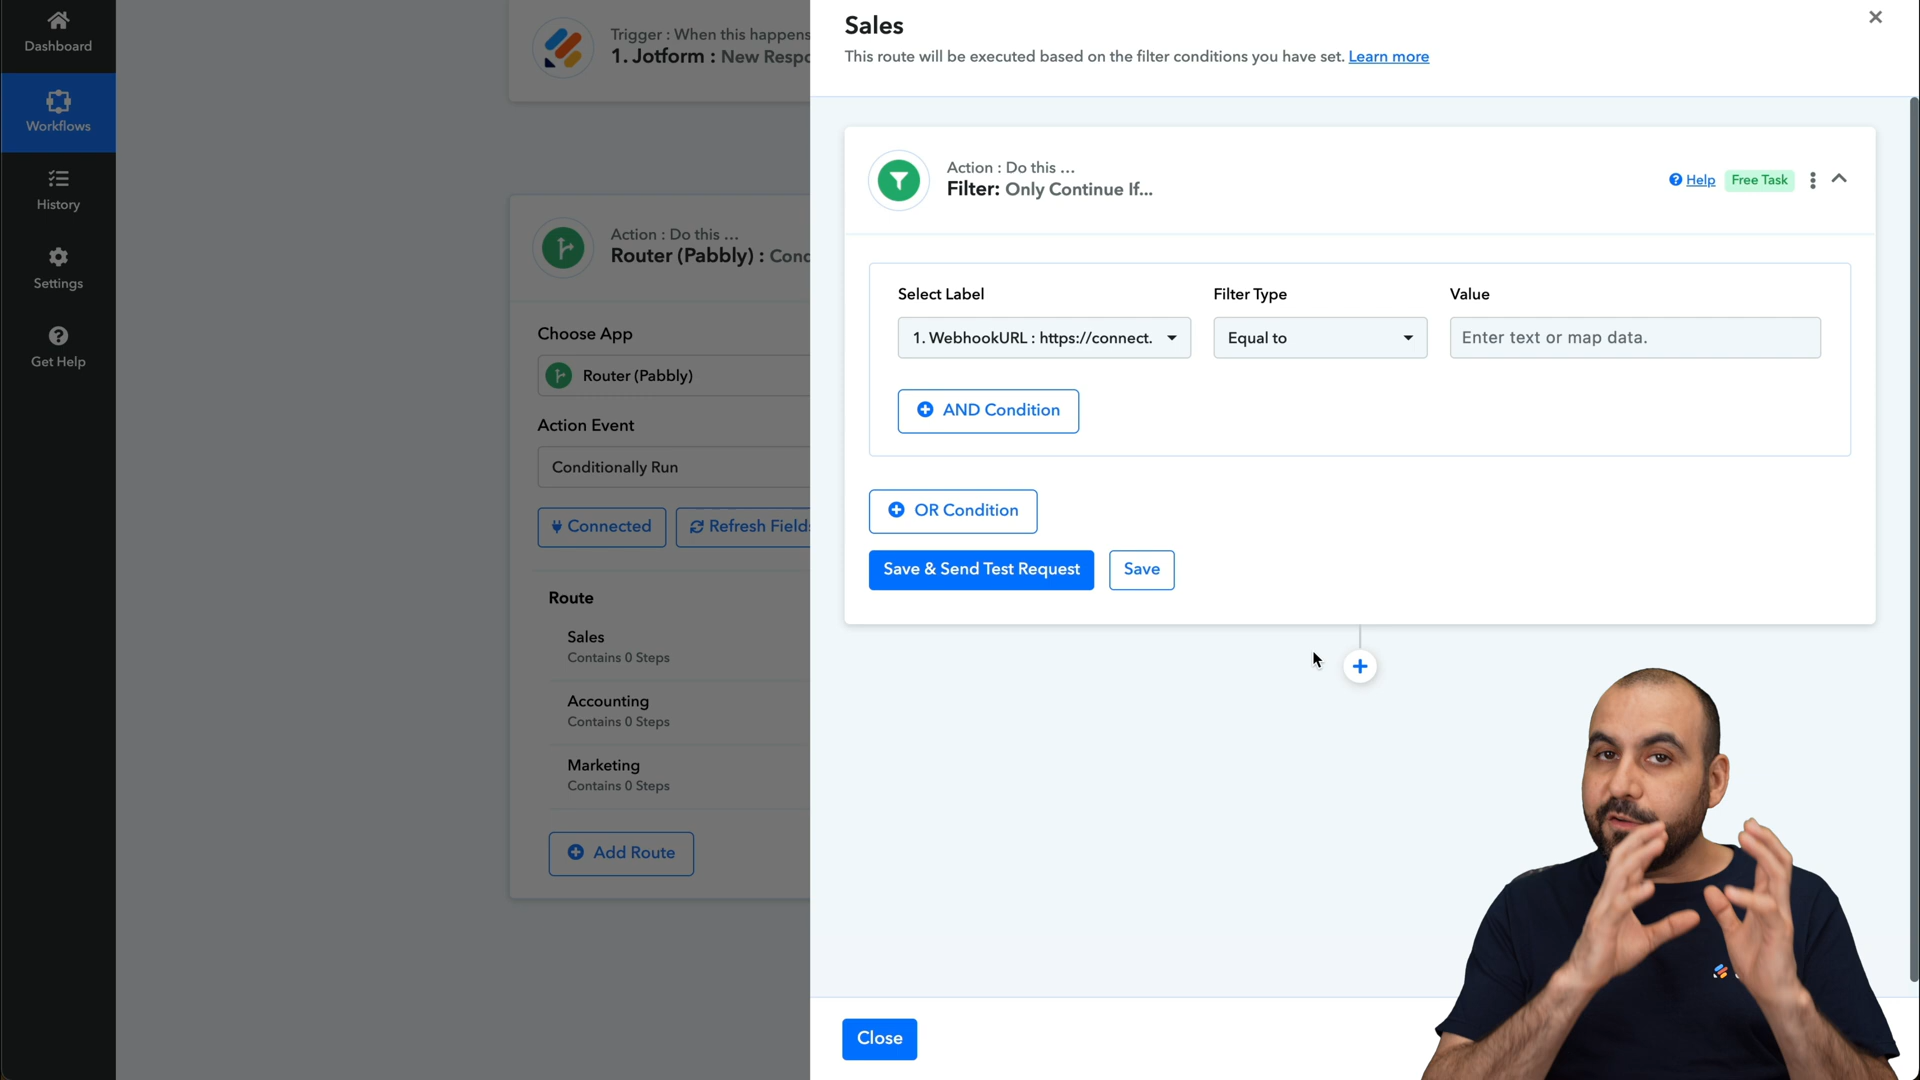 Dashboard
Workflows
History
Settings
Get Help
Trigger : When this happens
1. Jotform : New Respo
Action : Do this ...
Router (Pabbly) : Cond
Choose App
Router (Pabbly)
Action Event
Conditionally Run
Connected
Refresh Fields
Route
Sales
Contains 0 Steps
Accounting
Contains 0 Steps
Marketing
Contains 0 Steps
Add Route
Sales
This route will be executed based on the filter conditions you have set. Learn more
Action : Do this ...
Filter: Only Continue If...
Help
Free Task
Select Label
Filter Type
Value
1. WebhookURL : https://connect.
Equal to
Enter text or map data.
AND Condition
OR Condition
Save & Send Test Request
Save
Close